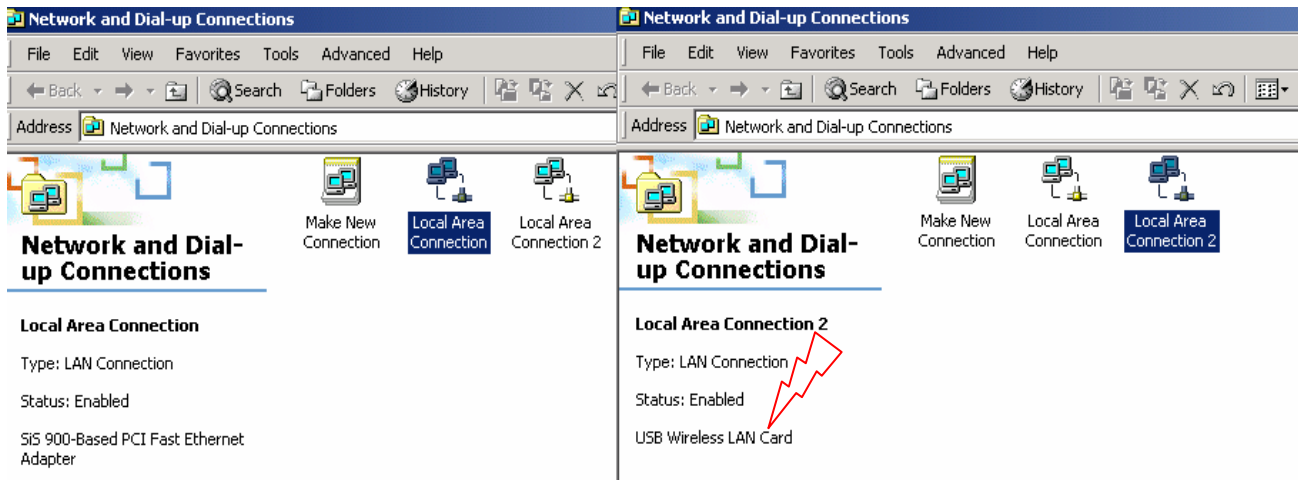 Network and Dial-up Connections
File Edit View Favorites Tools Advanced Help
Back Search Folders History
Address Network and Dial-up Connections
Make New
Connection
Local Area
Connection
Local Area
Connection 2
Network and Dial-
up Connections
Local Area Connection
Type: LAN Connection
Status: Enabled
SiS 900-Based PCI Fast Ethernet
Adapter
Network and Dial-up Connections
File Edit View Favorites Tools Advanced Help
Back Search Folders History
Address Network and Dial-up Connections
Make New
Connection
Local Area
Connection
Local Area
Connection 2
Network and Dial-
up Connections
Local Area Connection 2
Type: LAN Connection
Status: Enabled
USB Wireless LAN Card